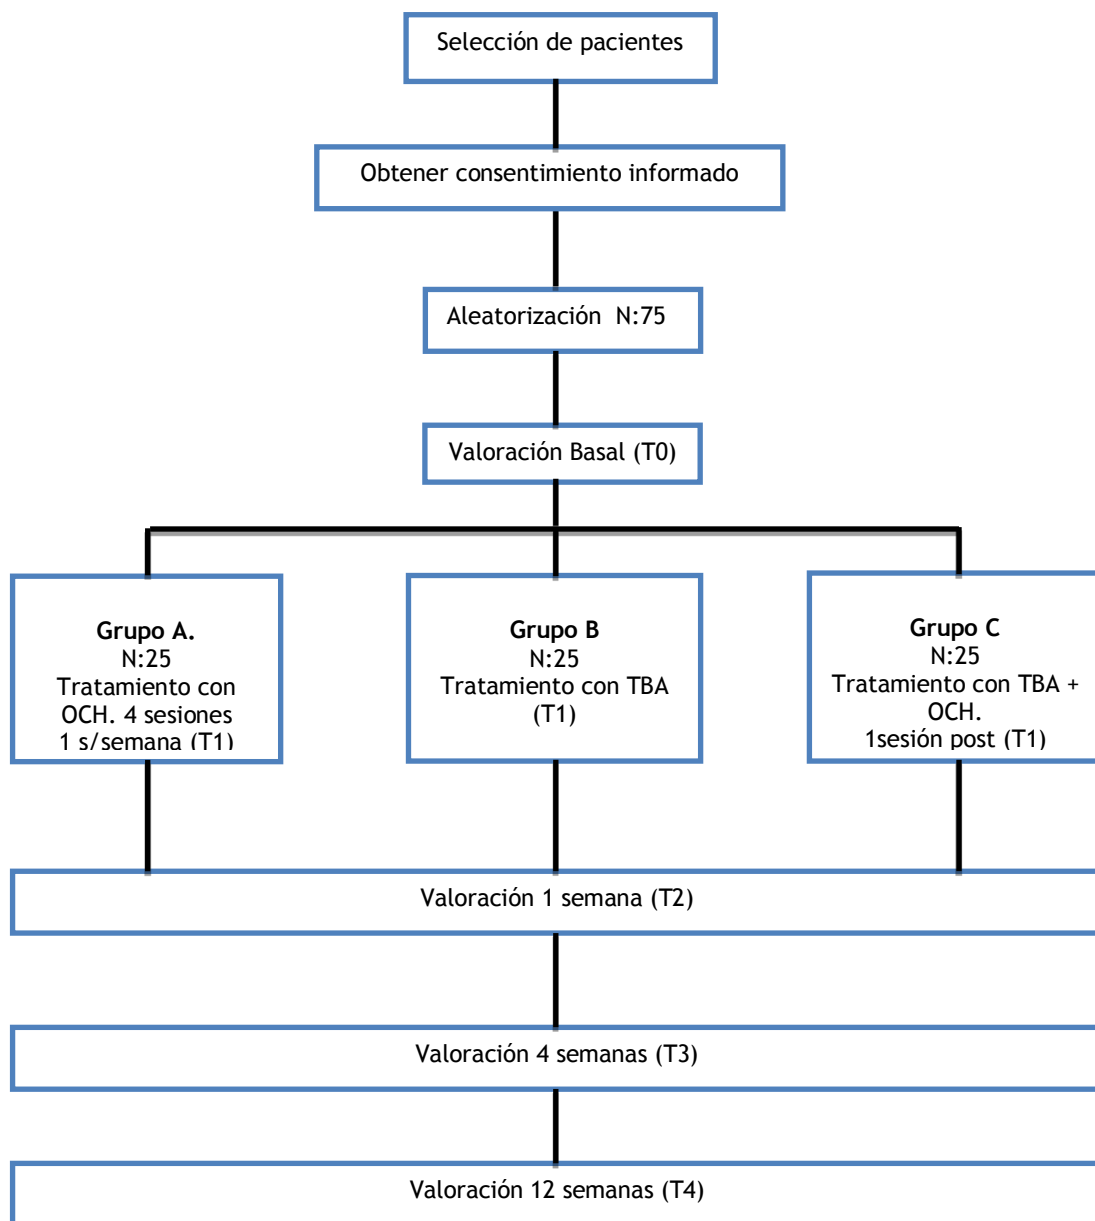 Selección de pacientes
Obtener consentimiento informado
Aleatorización  N:75
Valoración Basal (T0)
Grupo A.
N:25
Tratamiento con
OCH. 4 sesiones
1 s/semana (T1)
Grupo B
N:25
Tratamiento con TBA
(T1)
Grupo C
N:25
Tratamiento con TBA +
OCH.
1sesión post (T1)
Valoración 1 semana (T2)
Valoración 4 semanas (T3)
Valoración 12 semanas (T4)